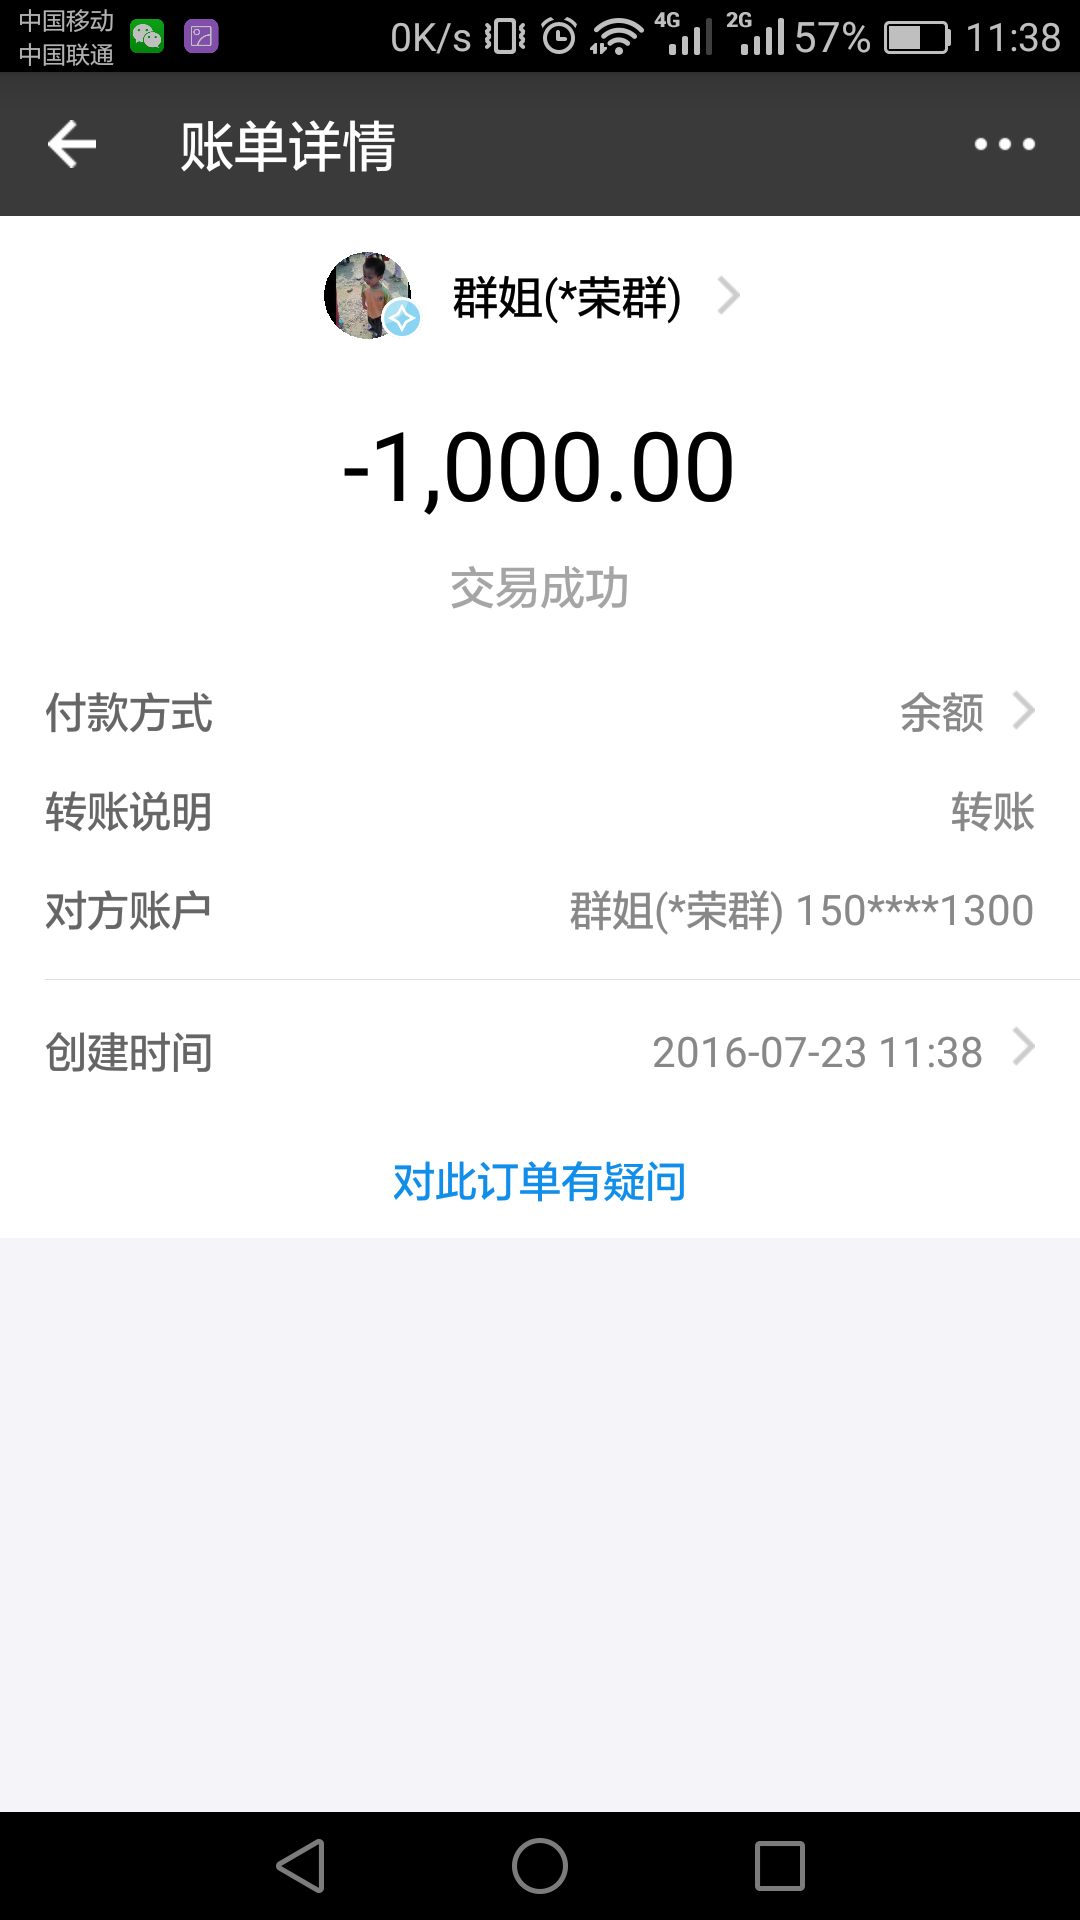 中国移动
中国联通
0K/s 4G 2G 57% 11:38
账单详情
群姐(*荣群)
-1,000.00
交易成功
付款方式 余额
转账说明 转账
对方账户 群姐(*荣群) 150****1300
创建时间 2016-07-23 11:38
对此订单有疑问